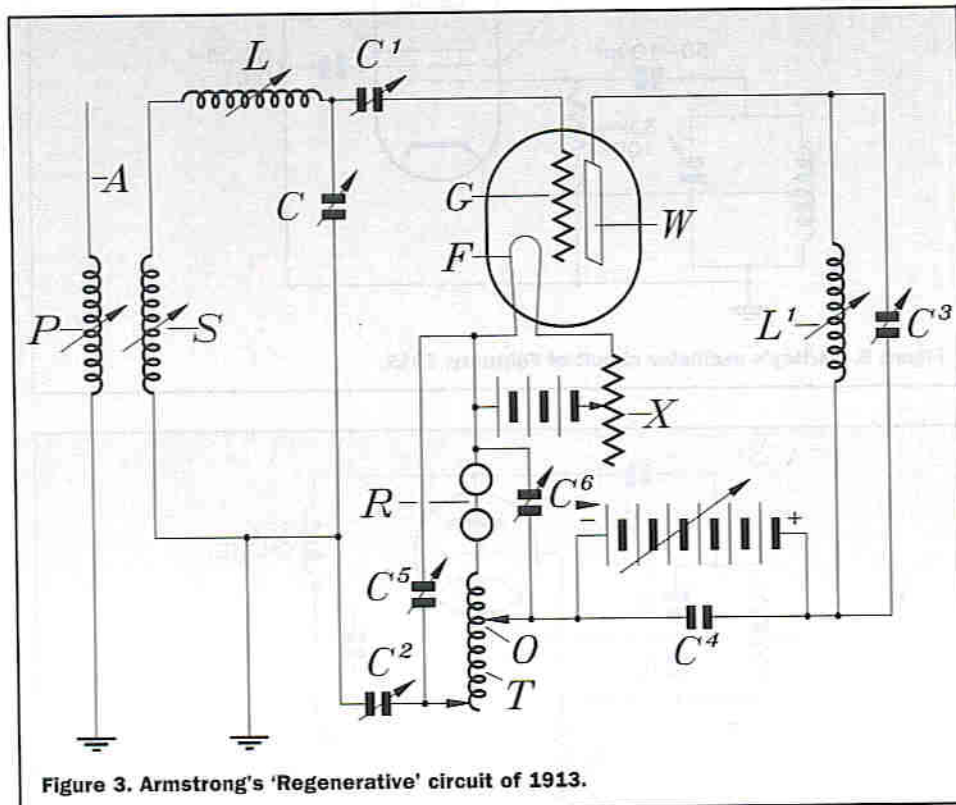 L
C¹
A
C
G
F
W
P
S
L¹
C³
X
R
C⁶
- +
C⁵
C⁴
O
C²
T
Figure 3. Armstrong's 'Regenerative' circuit of 1913.